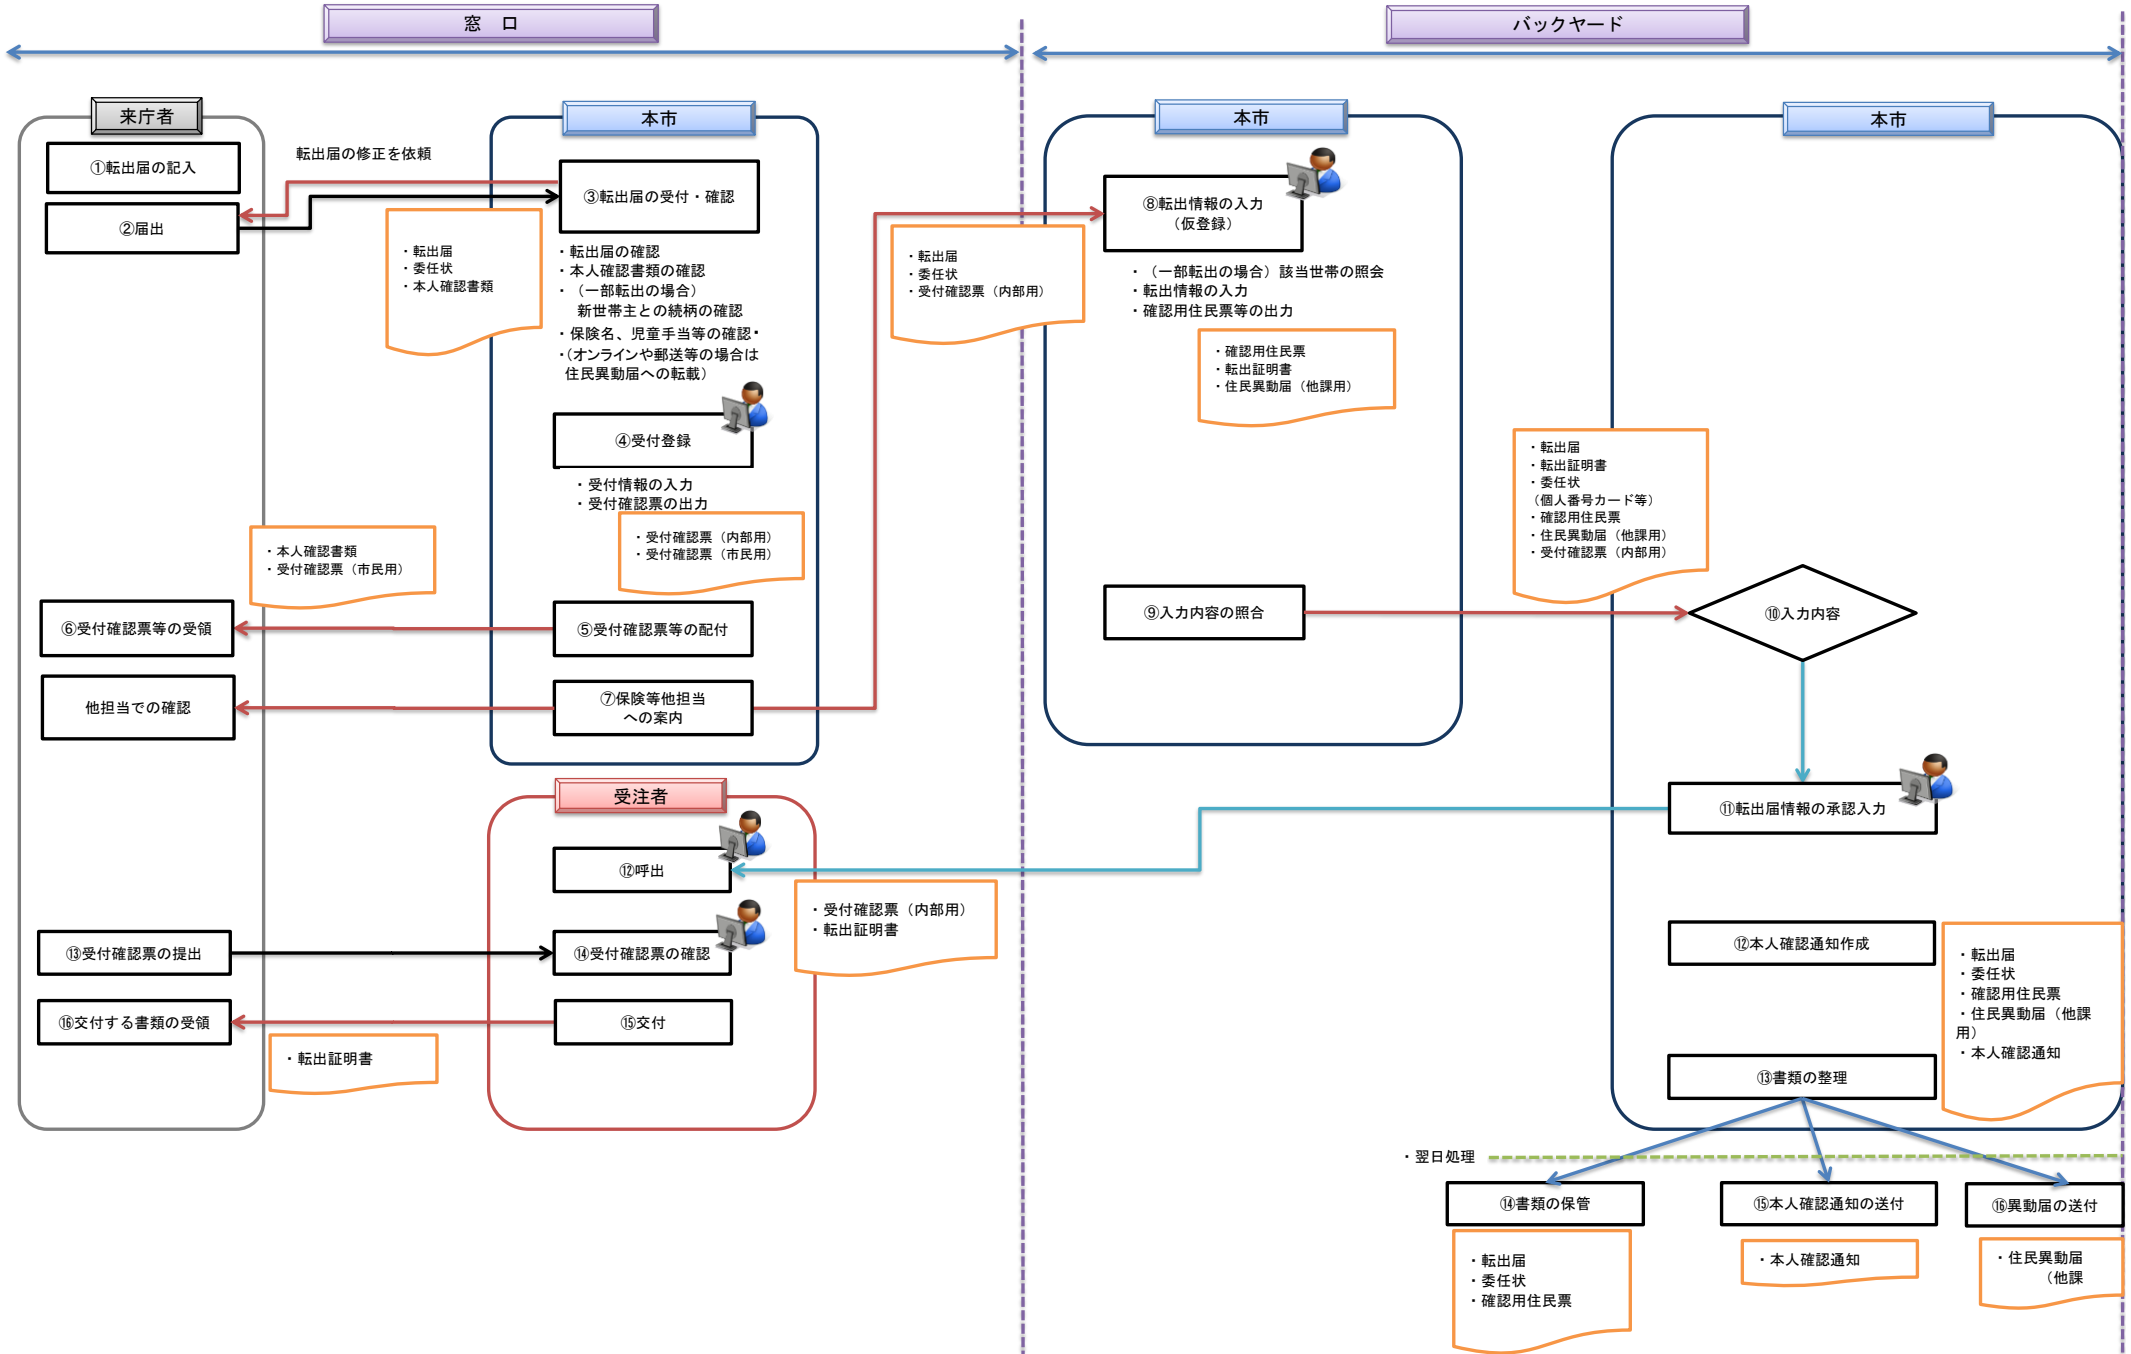 窓　口
バックヤード
来庁者
①転出届の記入
②届出
転出届の修正を依頼
本市
③転出届の受付・確認
・転出届
・委任状
・本人確認書類
・転出届の確認
・本人確認書類の確認
・（一部転出の場合）
新世帯主との続柄の確認
・保険名、児童手当等の確認・
・(オンラインや郵送等の場合は
住民異動届への転載）
④受付登録
・受付情報の入力
・受付確認票の出力
・受付確認票（内部用）
・受付確認票（市民用）
・本人確認書類
・受付確認票（市民用）
⑥受付確認票等の受領
⑤受付確認票等の配付
他担当での確認
⑦保険等他担当
への案内
受注者
⑫呼出
・受付確認票（内部用）
・転出証明書
⑬受付確認票の提出
⑭受付確認票の確認
⑯交付する書類の受領
⑮交付
・転出証明書
本市
⑧転出情報の入力
（仮登録）
・転出届
・委任状
・受付確認票（内部用）
・（一部転出の場合）該当世帯の照会
・転出情報の入力
・確認用住民票等の出力
・確認用住民票
・転出証明書
・住民異動届（他課用）
⑨入力内容の照合
本市
・転出届
・転出証明書
・委任状
（個人番号カード等）
・確認用住民票
・住民異動届（他課用）
・受付確認票（内部用）
⑩入力内容
⑪転出届情報の承認入力
⑫本人確認通知作成
・転出届
・委任状
・確認用住民票
・住民異動届（他課
用）
・本人確認通知
⑬書類の整理
・翌日処理
⑭書類の保管
⑮本人確認通知の送付
⑯異動届の送付
・転出届
・委任状
・確認用住民票
・本人確認通知
・住民異動届
（他課